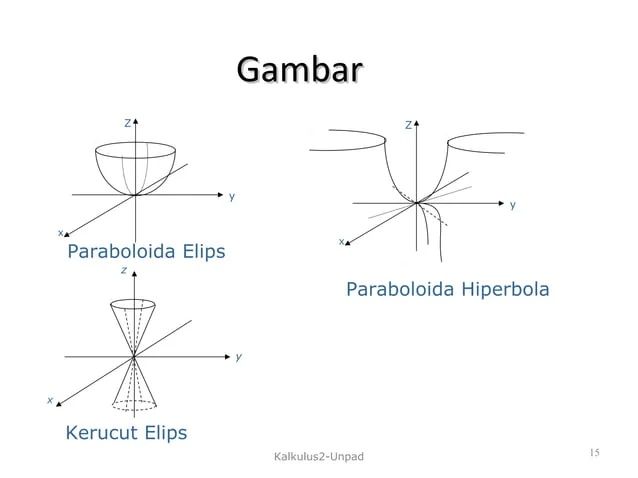 Gambar
Z
y
x
Paraboloida Elips
Z
y
x
Paraboloida Hiperbola
z
y
x
Kerucut Elips
Kalkulus2-Unpad
15